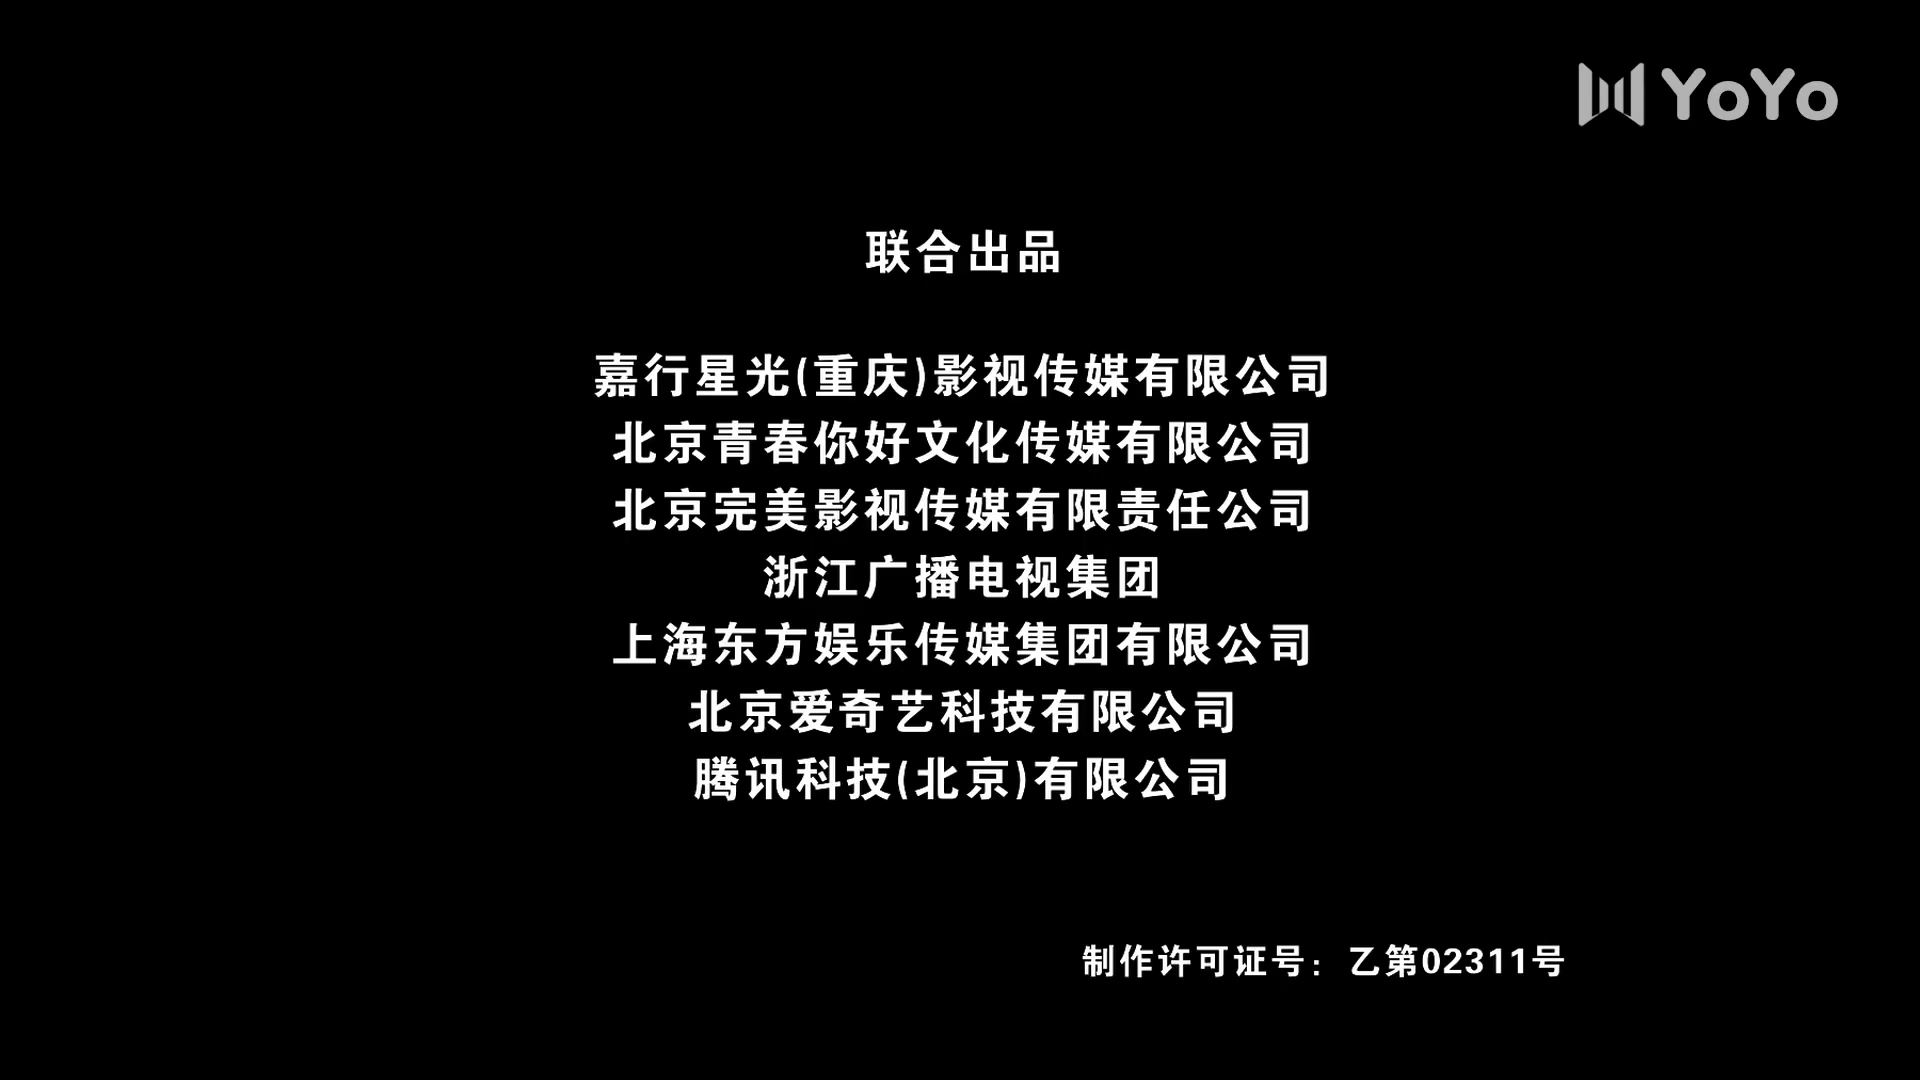 YoYo
联合出品
嘉行星光(重庆)影视传媒有限公司
北京青春你好文化传媒有限公司
北京完美影视传媒有限责任公司
浙江广播电视集团
上海东方娱乐传媒集团有限公司
北京爱奇艺科技有限公司
腾讯科技(北京)有限公司
制作许可证号：乙第02311号